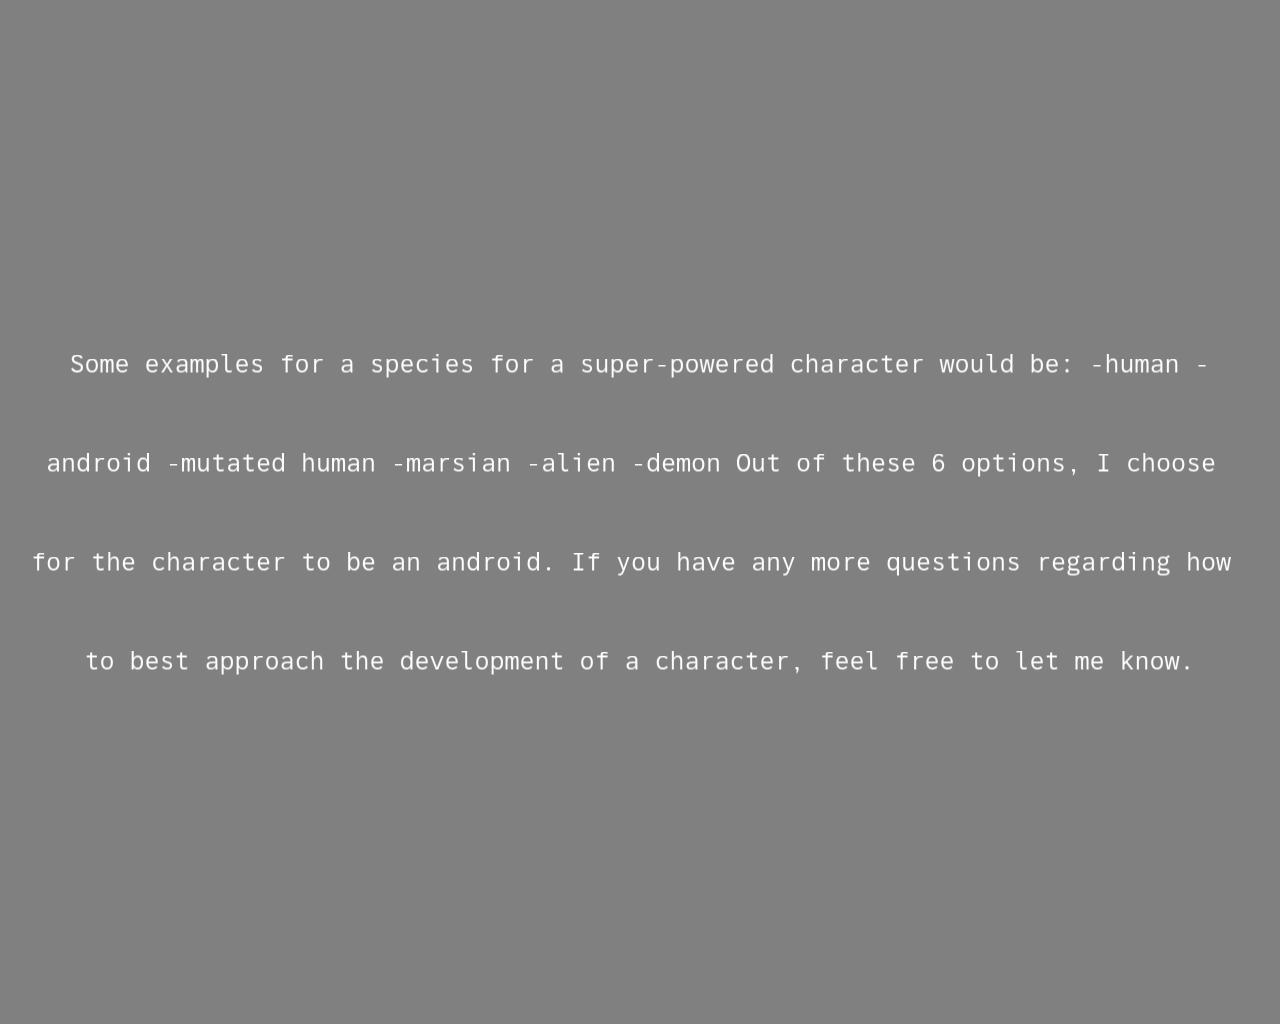 Some examples for a species for a super-powered character would be: -human -
android -mutated human -marsian -alien -demon Out of these 6 options, I choose
for the character to be an android. If you have any more questions regarding how
to best approach the development of a character, feel free to let me know.